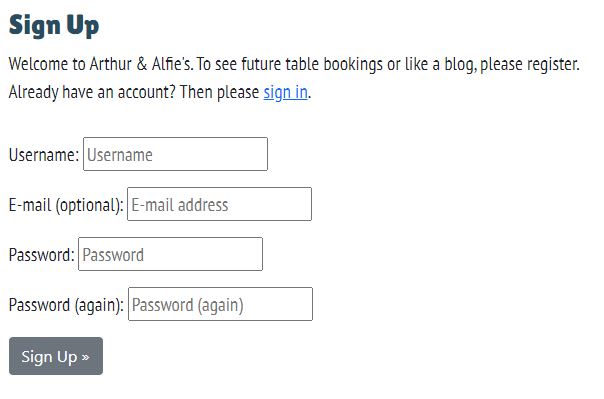 Sign Up
Welcome to Arthur & Alfie's. To see future table bookings or like a blog, please register.
Already have an account? Then please sign in.
Username: Username
E-mail (optional): E-mail address
Password: Password
Password (again): Password (again)
Sign Up »